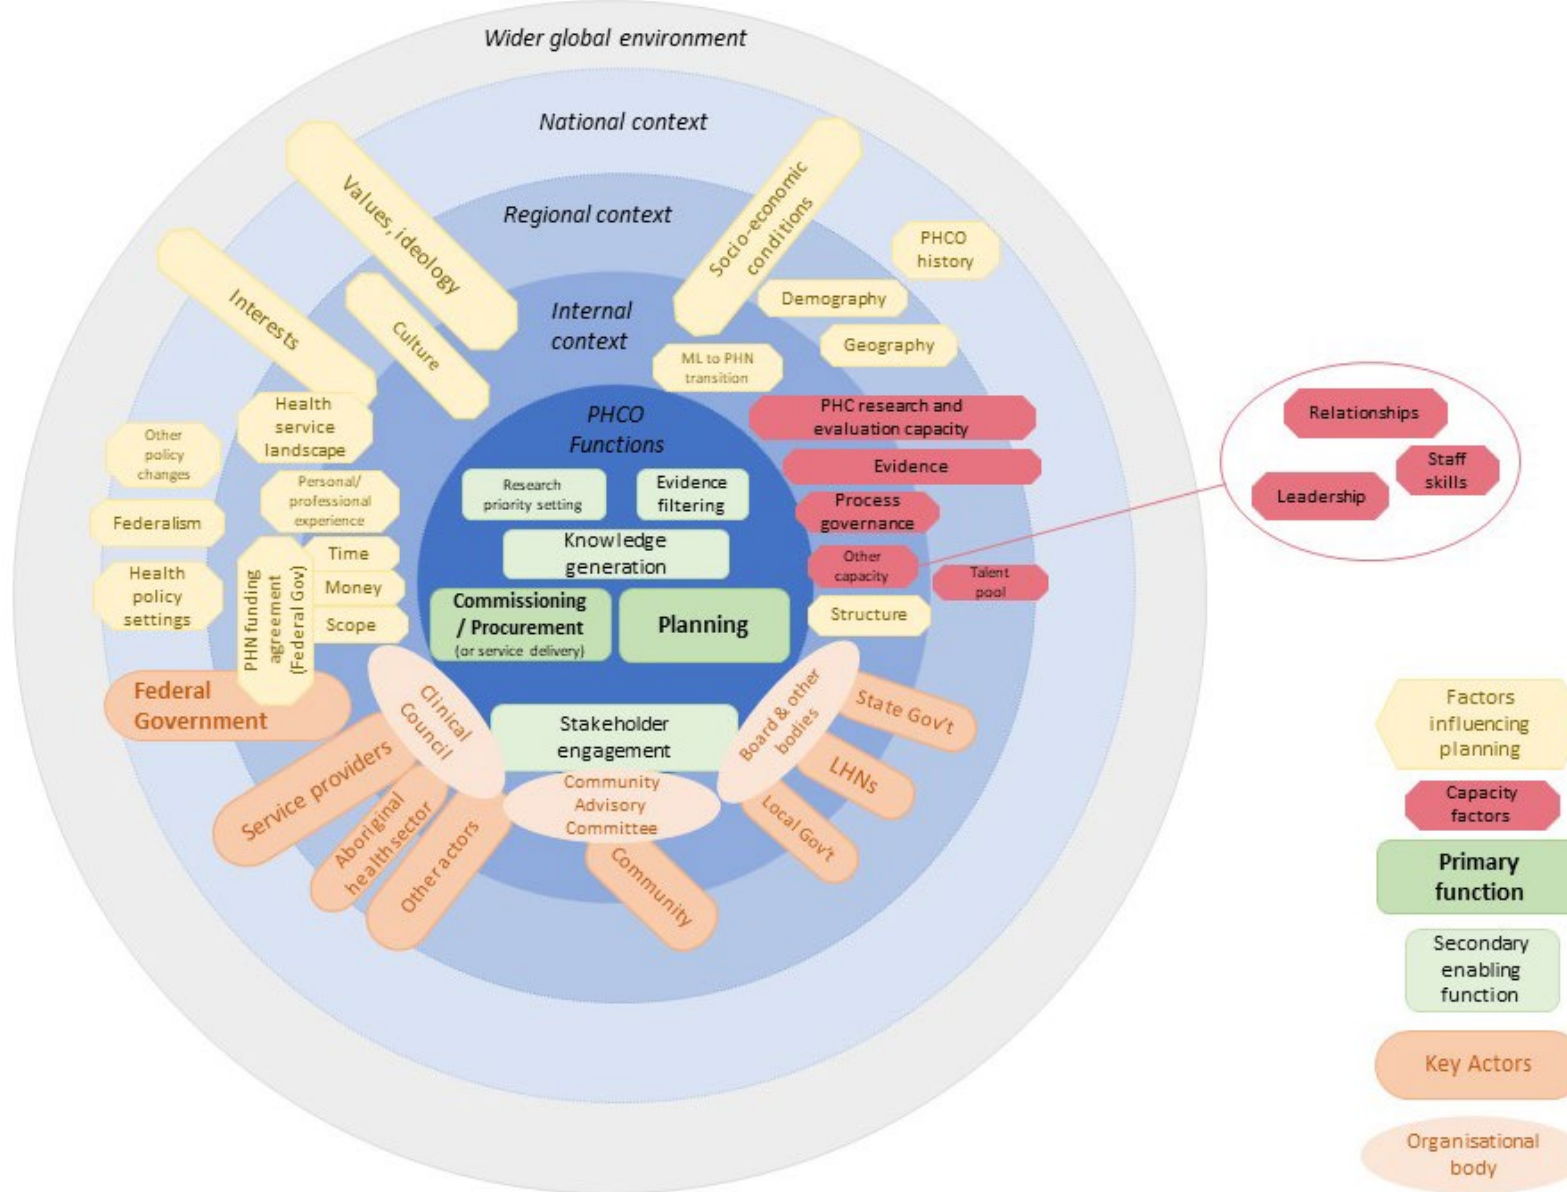 Wider global environment
National context
Regional context
Internal
context
PHCO
Functions
Values, ideology
Interests
Culture
Socio-economic
conditions
PHCO
history
Demography
Geography
ML to PHN
transition
Health
service
landscape
Other
policy
changes
Personal/
professional
experience
Federalism
Time
Money
Scope
Health
policy
settings
PHN funding
agreement
(Federal Gov)
PHC research and
evaluation capacity
Evidence
Process
governance
Other
capacity
Talent
pool
Structure
Relationships
Staff
skills
Leadership
Research
priority setting
Evidence
filtering
Knowledge
generation
Commissioning
/ Procurement
(or service delivery)
Planning
Stakeholder
engagement
Federal
Government
Clinical
Council
Community
Advisory
Committee
Board & other
bodies
Service providers
Aboriginal
health sector
Other actors
Community
State Gov't
LHNs
Local Gov't
Factors
influencing
planning
Capacity
factors
Primary
function
Secondary
enabling
function
Key Actors
Organisational
body